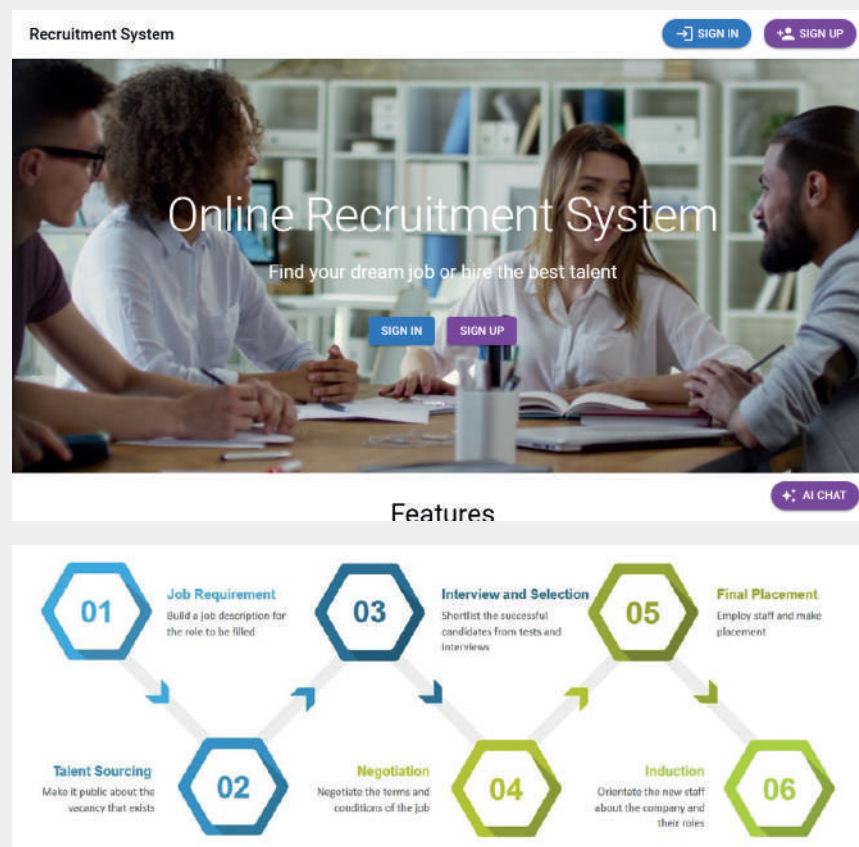 Recruitment System
SIGN IN
SIGN UP
Online Recruitment System
Find your dream job or hire the best talent
SIGN IN
SIGN UP
AI CHAT
Features
01
Job Requirement
Build a job description for
the role to be filled
03
Interview and Selection
Shortlist the successful
candidates from tests and
Interviews
05
Final Placement
Employ staff and make
placement
Talent Sourcing
Make it public about the
vacancy that exists
02
Negotiation
Negotiate the terms and
conditions of the job
04
Induction
Orientate the new staff
about the company and
their roles
06